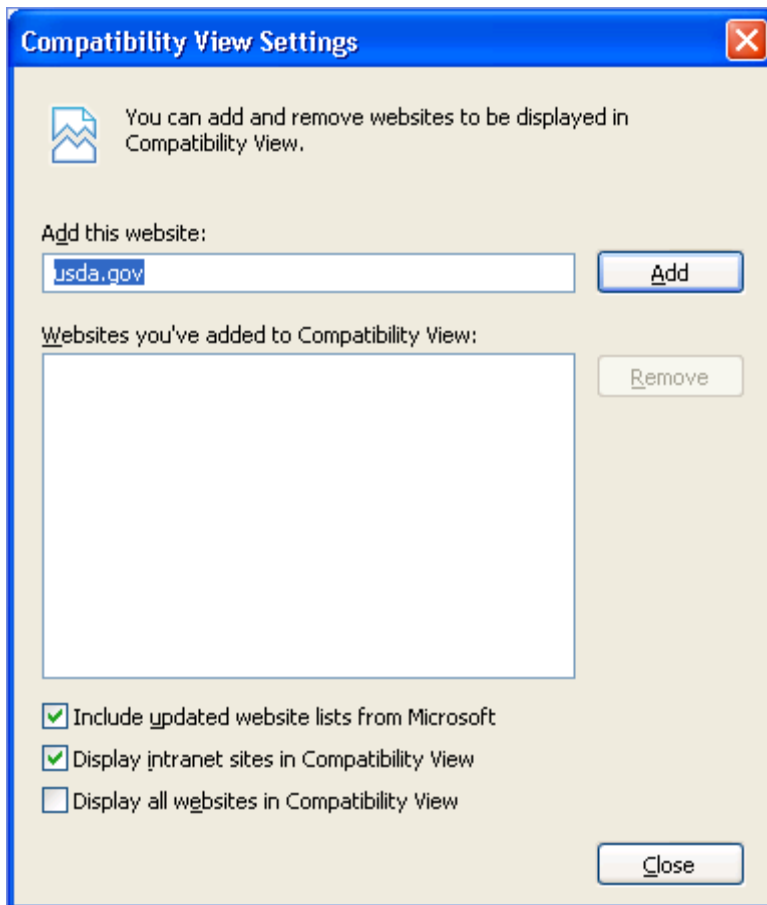 Compatibility View Settings
You can add and remove websites to be displayed in
Compatibility View.
Add this website:
usda.gov
Add
Websites you've added to Compatibility View:
Remove
Include updated website lists from Microsoft
Display intranet sites in Compatibility View
Display all websites in Compatibility View
Close